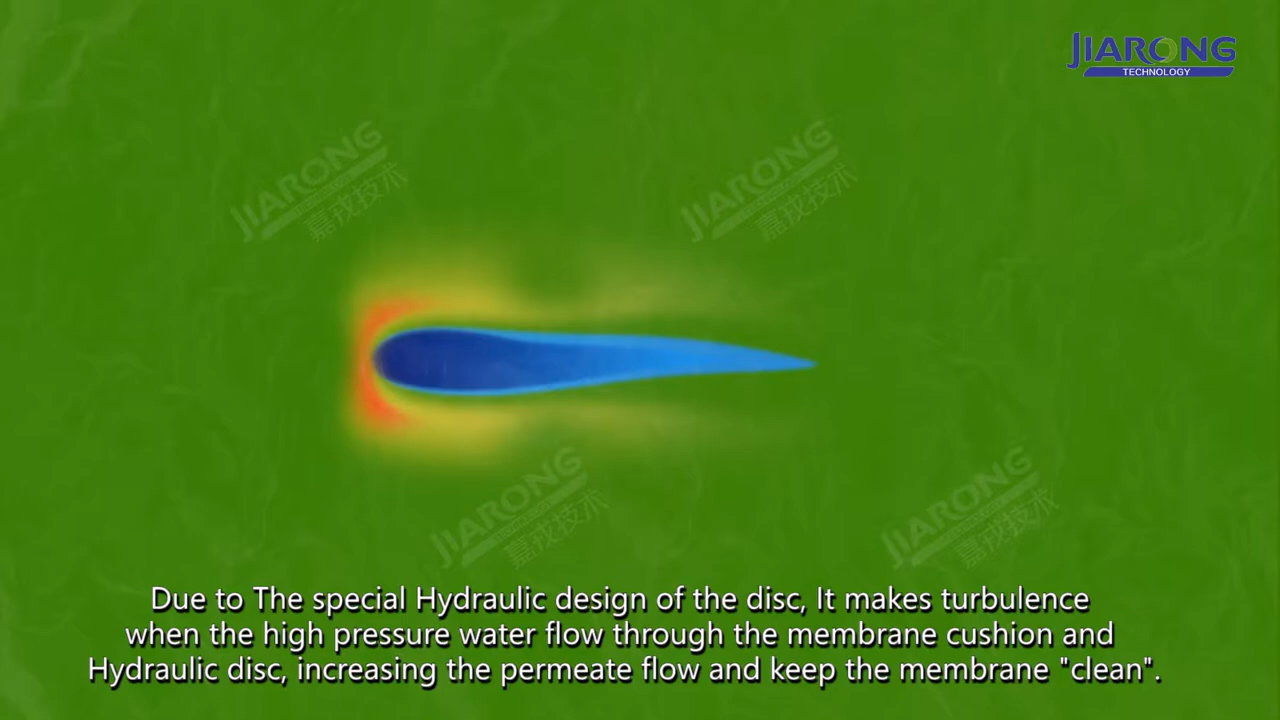 JIARONG
TECHNOLOGY
JIARONG
嘉戎技术
JIARONG
嘉戎技术
JIARONG
嘉戎技术
JIARONG
嘉戎技术
Due to The special Hydraulic design of the disc, It makes turbulence
when the high pressure water flow through the membrane cushion and
Hydraulic disc, increasing the permeate flow and keep the membrane "clean".